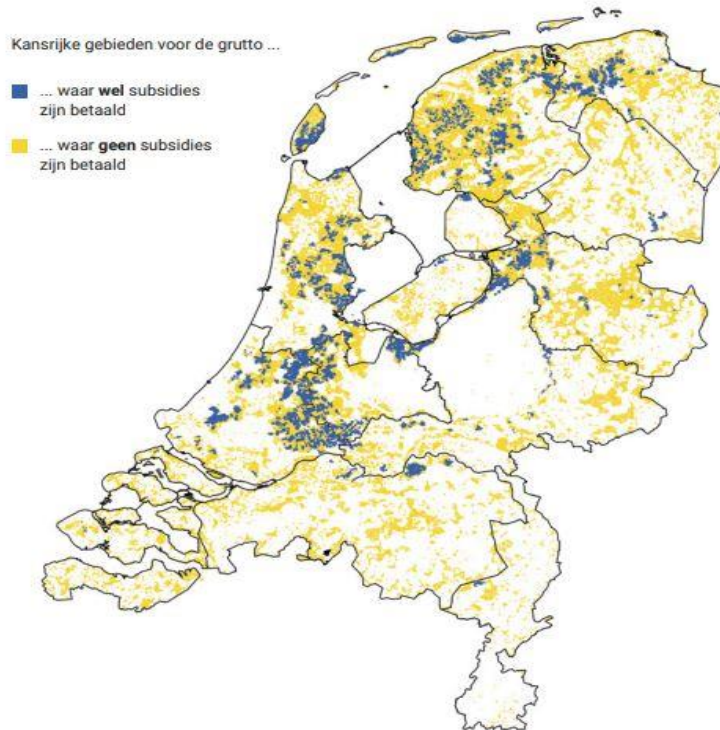 Kansrijke gebieden voor de grutto ...
... waar wel subsidies
zijn betaald
... waar geen subsidies
zijn betaald